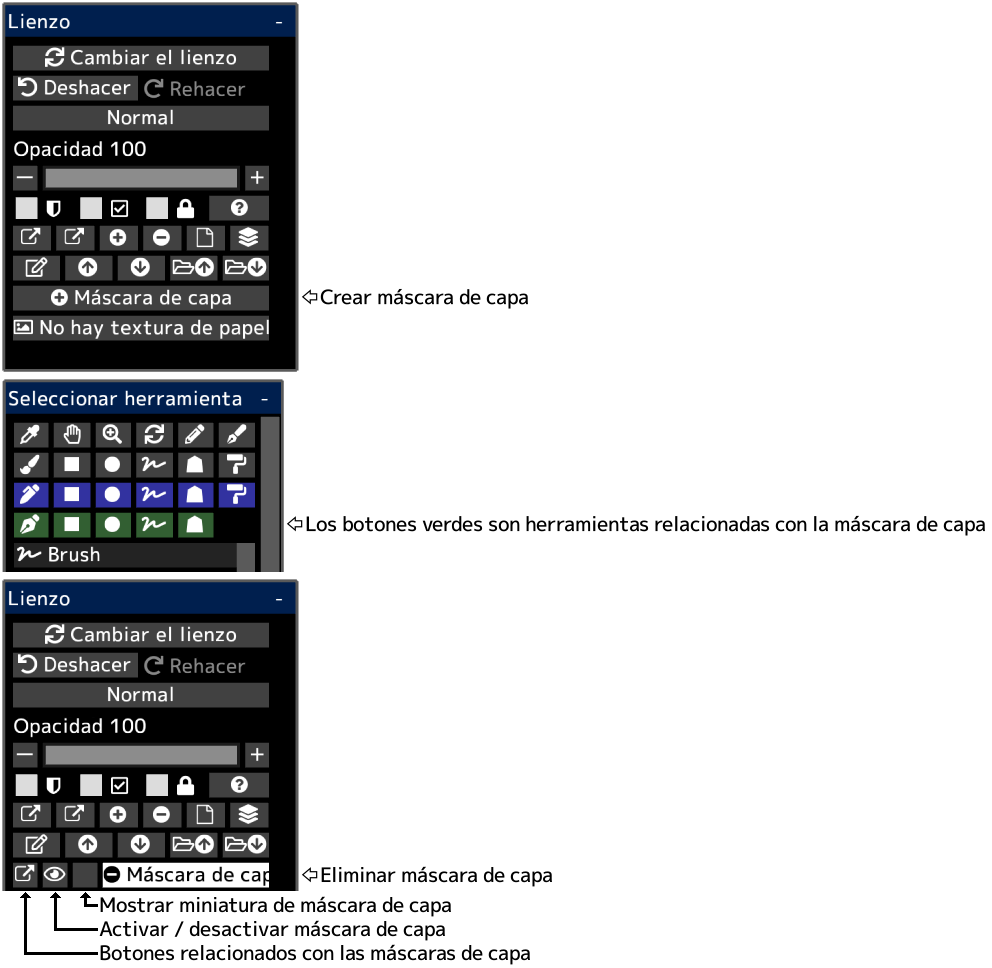 Lienzo -
Cambiar el lienzo
Deshacer Rehacer
Normal
Opacidad 100
Máscara de capa
Crear máscara de capa
No hay textura de papel
Seleccionar herramienta -
Los botones verdes son herramientas relacionadas con la máscara de capa
Brush
Lienzo -
Cambiar el lienzo
Deshacer Rehacer
Normal
Opacidad 100
Máscara de cap
Eliminar máscara de capa
Mostrar miniatura de máscara de capa
Activar / desactivar máscara de capa
Botones relacionados con las máscaras de capa